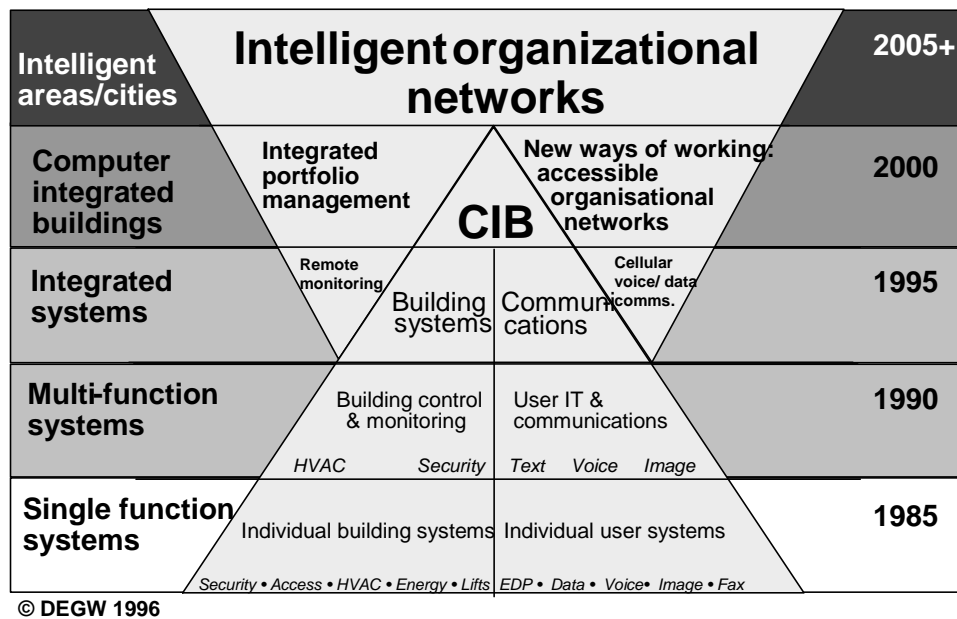 Intelligent organizational
networks
Intelligent
areas/cities
2005+
Computer
integrated
buildings
Integrated
portfolio
management
CIB
New ways of working:
accessible
organisational
networks
2000
Integrated
systems
Remote
monitoring
Building
systems
Communi
cations
Cellular
voice/ data
comms.
1995
Multi-function
systems
Building control
& monitoring
HVAC Security
User IT &
communications
Text Voice Image
1990
Single function
systems
Individual building systems
Individual user systems
1985
Security • Access • HVAC • Energy • Lifts
EDP • Data • Voice • Image • Fax
© DEGW 1996